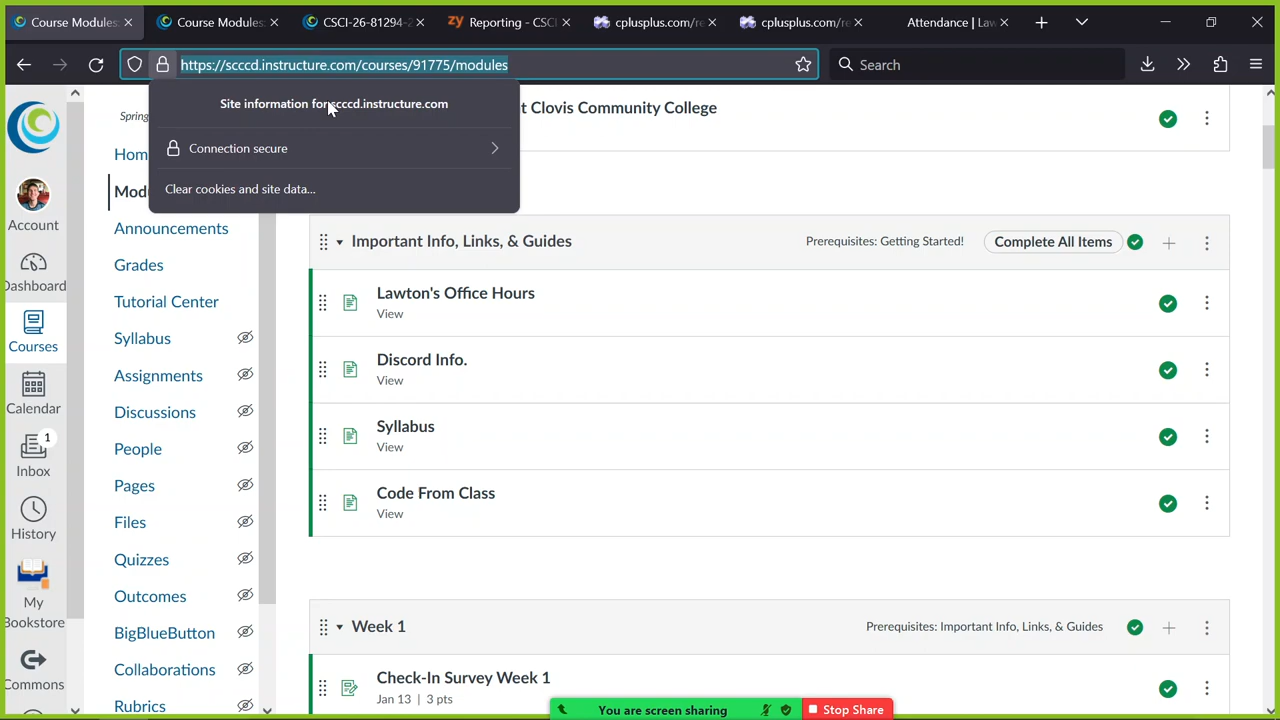 Course Modules:
Course Modules:
CSCI-26-81294-2
zy Reporting - CSC
cplusplus.com/re
cplusplus.com/re
Attendance | Law
https://scccd.instructure.com/courses/91775/modules
Search
Site information for scccd.instructure.com
Connection secure
Clear cookies and site data...
t Clovis Community College
Spring
Hom
Modu
Announcements
Grades
Tutorial Center
Syllabus
Assignments
Discussions
People
Pages
Files
Quizzes
Outcomes
BigBlueButton
Collaborations
Rubrics
Account
Dashboard
Courses
Calendar
1
Inbox
History
My
Bookstore
Commons
Important Info, Links, & Guides
Prerequisites: Getting Started!
Complete All Items
Lawton's Office Hours
View
Discord Info.
View
Syllabus
View
Code From Class
View
Week 1
Prerequisites: Important Info, Links, & Guides
Check-In Survey Week 1
Jan 13 | 3 pts
You are screen sharing
Stop Share